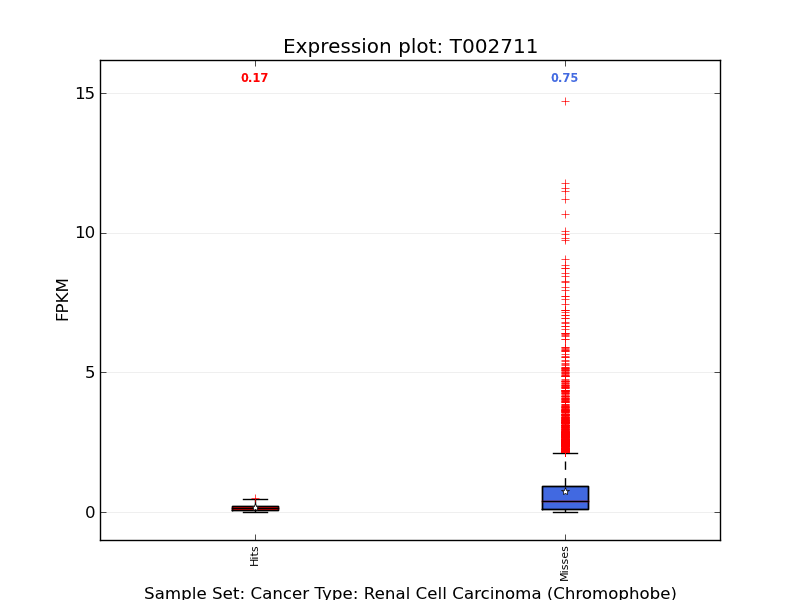 Expression plot: T002711
0.17
0.75
15
10
5
0
FPKM
Hits
Misses
Sample Set: Cancer Type: Renal Cell Carcinoma (Chromophobe)